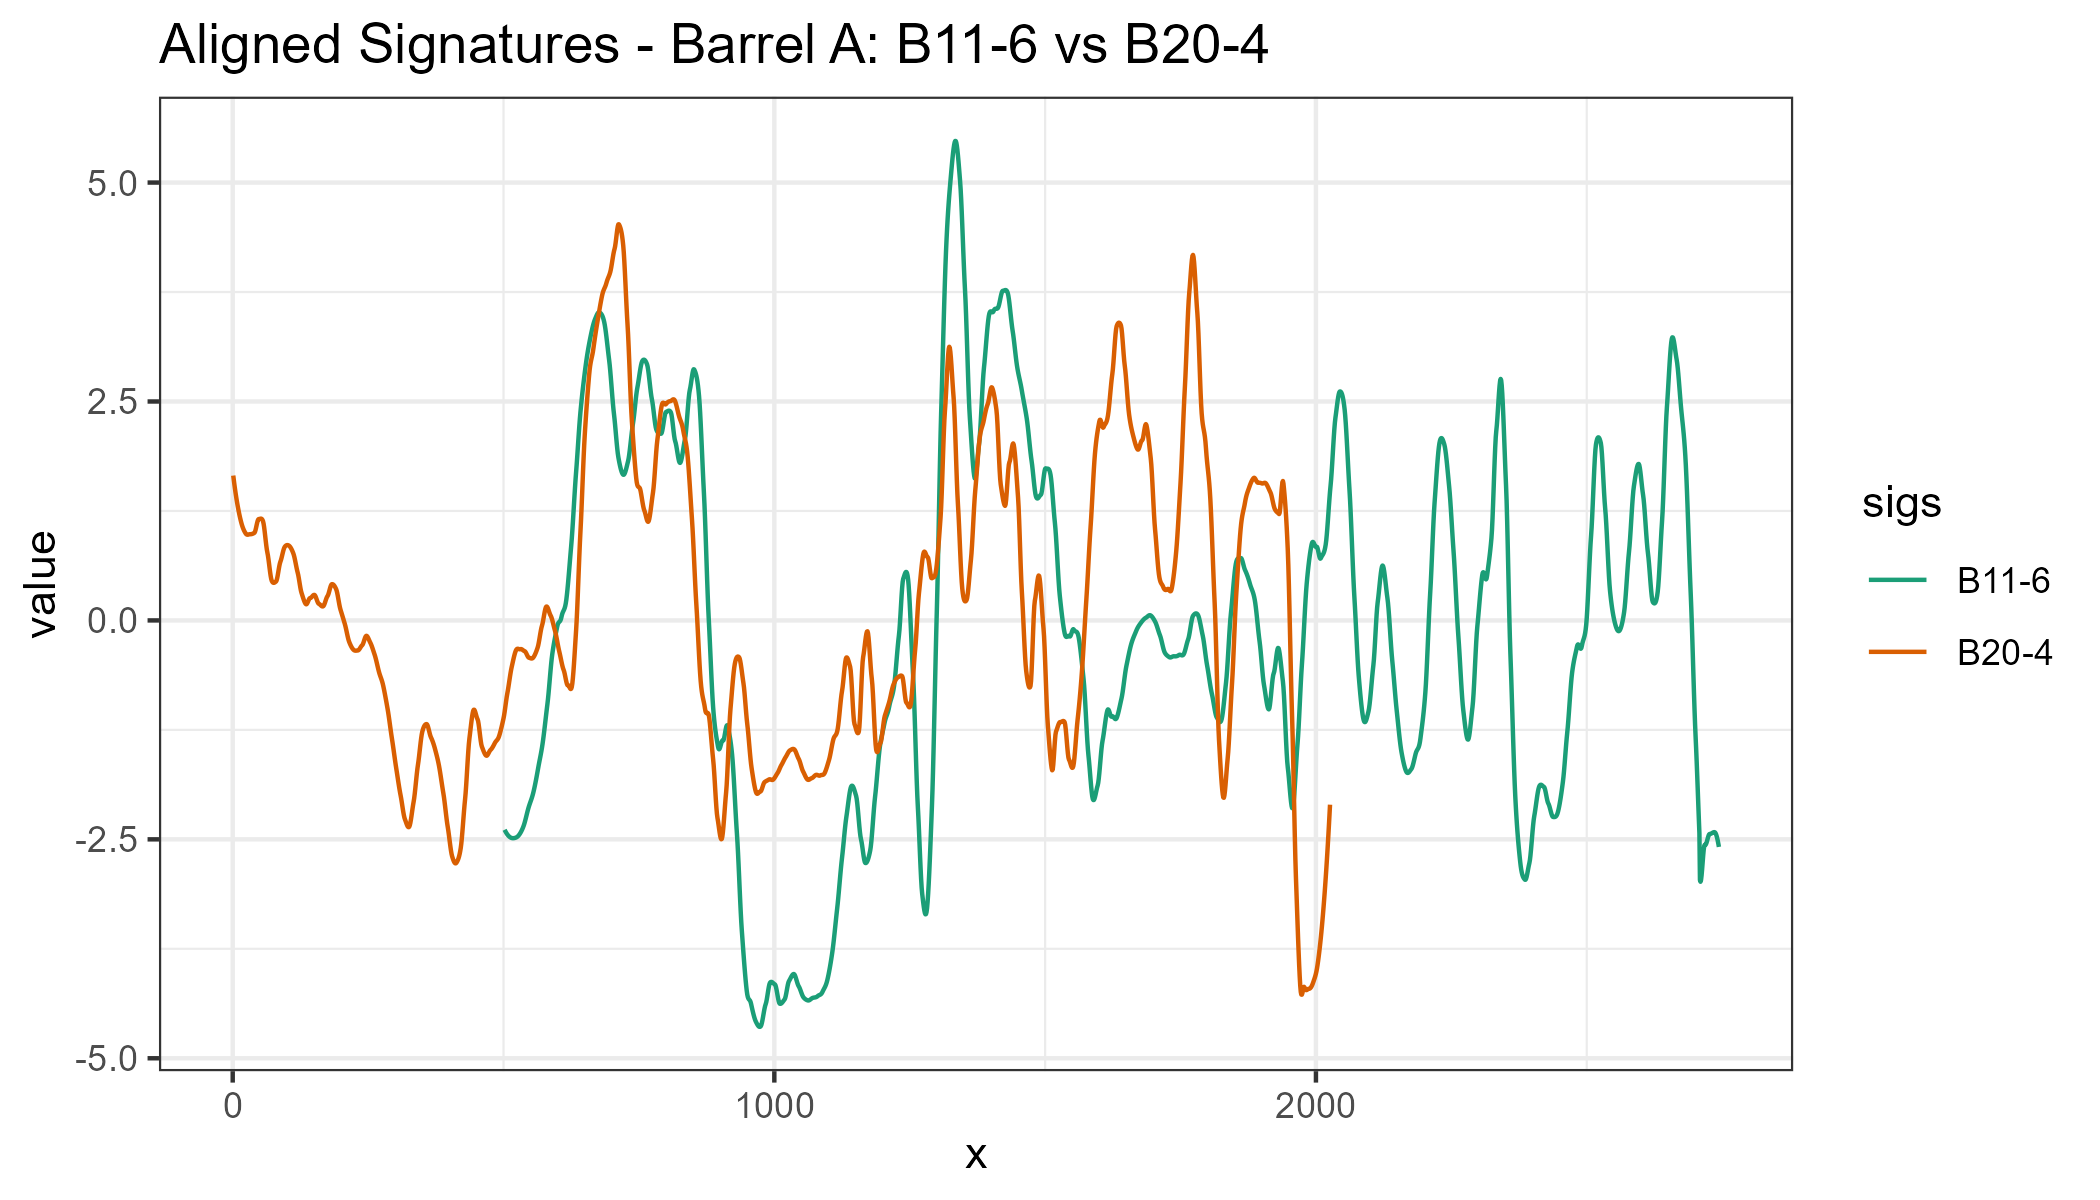 Aligned Signatures - Barrel A: B11-6 vs B20-4
value
5.0
2.5
0.0
-2.5
-5.0
0
1000
2000
x
sigs
B11-6
B20-4